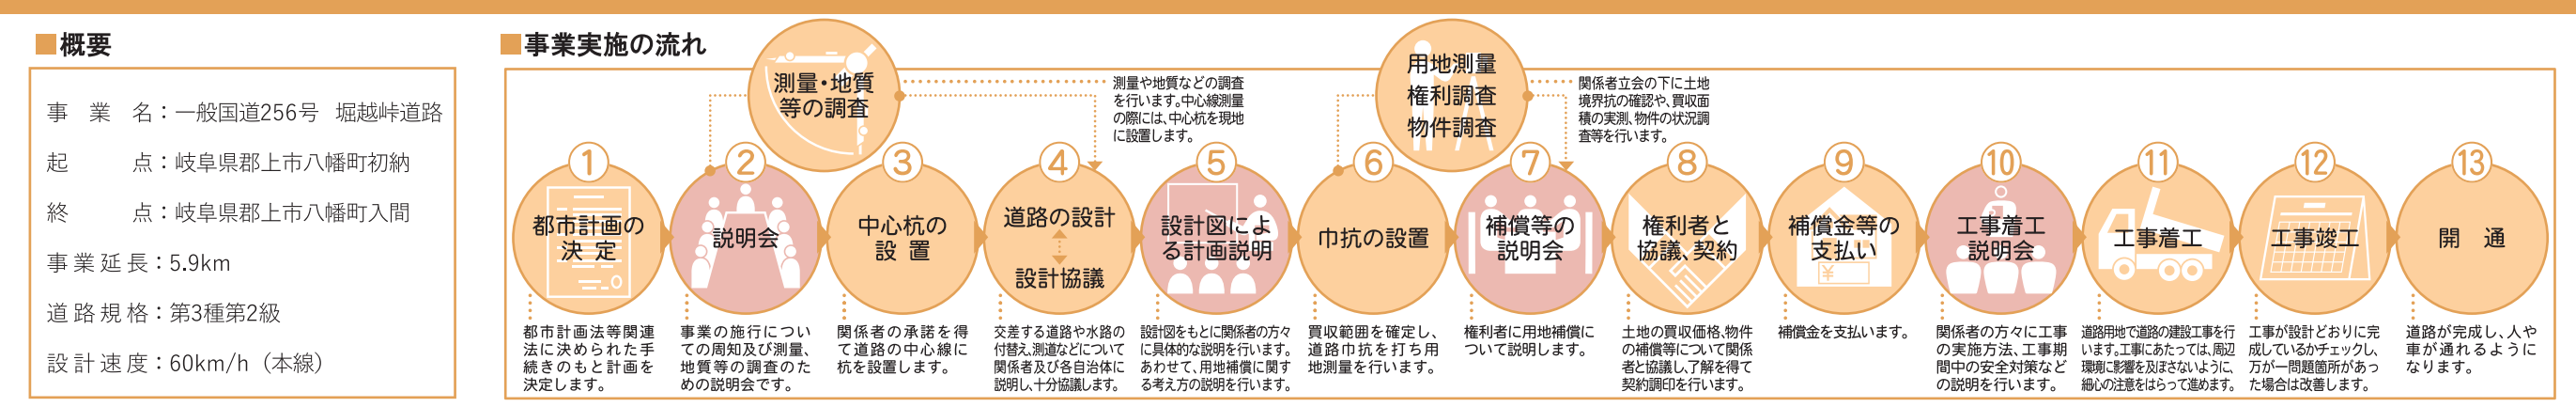 ■概要
事業名：一般国道256号 堀越峠道路
起点：岐阜県郡上市八幡町初納
終点：岐阜県郡上市八幡町入間
事業延長：5.9km
道路規格：第3種第2級
設計速度：60km/h（本線）
■事業実施の流れ
測量・地質
等の調査
測量や地質などの調査
を行います。中心線測量
の際には、中心杭を現地
に設置します。
用地測量
権利調査
物件調査
関係者立会の下に土地
境界抗の確認や、買収面
積の実測、物件の状況調
査等を行います。
1
都市計画の
決定
都市計画法等関連
法に決められた手
続きのもと計画を
決定します。
2
説明会
事業の施行につい
ての周知及び測量、
地質等の調査のた
めの説明会です。
3
中心杭の
設置
関係者の承諾を得
て道路の中心線に
杭を設置します。
4
道路の設計
設計協議
交差する道路や水路の
付替え、測道などについて
関係者及び各自治体に
説明し、十分協議します。
5
設計図によ
る計画説明
設計図をもとに関係者の方々
に具体的な説明を行います。
あわせて、用地補償に関す
る考え方の説明を行います。
6
巾抗の設置
買収範囲を確定し、
道路巾抗を打ち用
地測量を行います。
7
補償等の
説明会
権利者に用地補償に
ついて説明します。
8
権利者と
協議、契約
土地の買収価格、物件
の補償等について関係
者と協議し、了解を得て
契約調印を行います。
9
補償金等の
支払い
¥
補償金を支払います。
10
工事着工
説明会
関係者の方々に工事
の実施方法、工事期
間中の安全対策など
の説明を行います。
11
工事着工
道路用地で道路の建設工事を行
います。工事にあたっては、周辺
環境に影響を及ぼさないように、
細心の注意をはらって進めます。
12
工事竣工
工事が設計どおりに完
成しているかチェックし、
万が一問題箇所があっ
た場合は改善します。
13
開通
道路が完成し、人や
車が通れるように
なります。